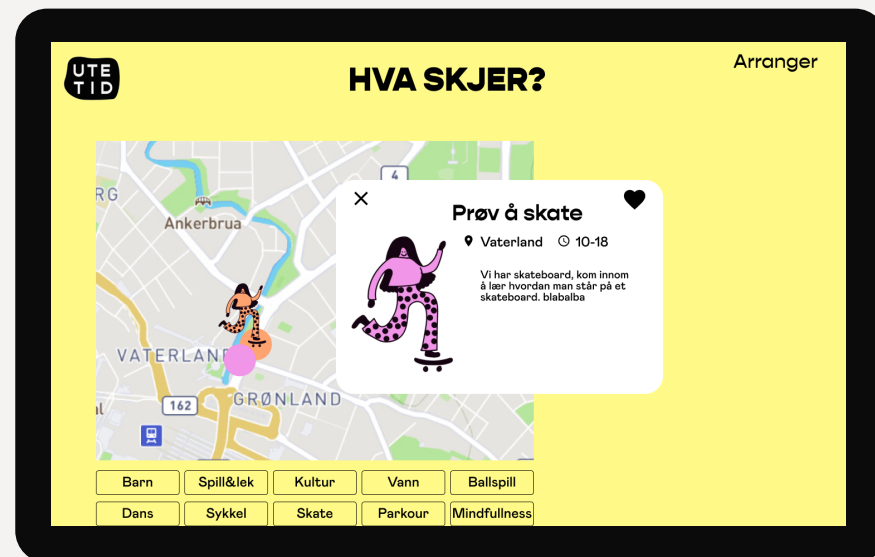 UTE
TID
HVA SKJER?
Arranger
RG
4
Ankerbrua
Prøv å skate
Vaterland 10-18
Vi har skateboard, kom innom
å lær hvordan man står på et
skateboard. blabalba
VATERLAN
GRØNLAND
162
al
Barn Spill&lek Kultur Vann Ballspill
Dans Sykkel Skate Parkour Mindfullness